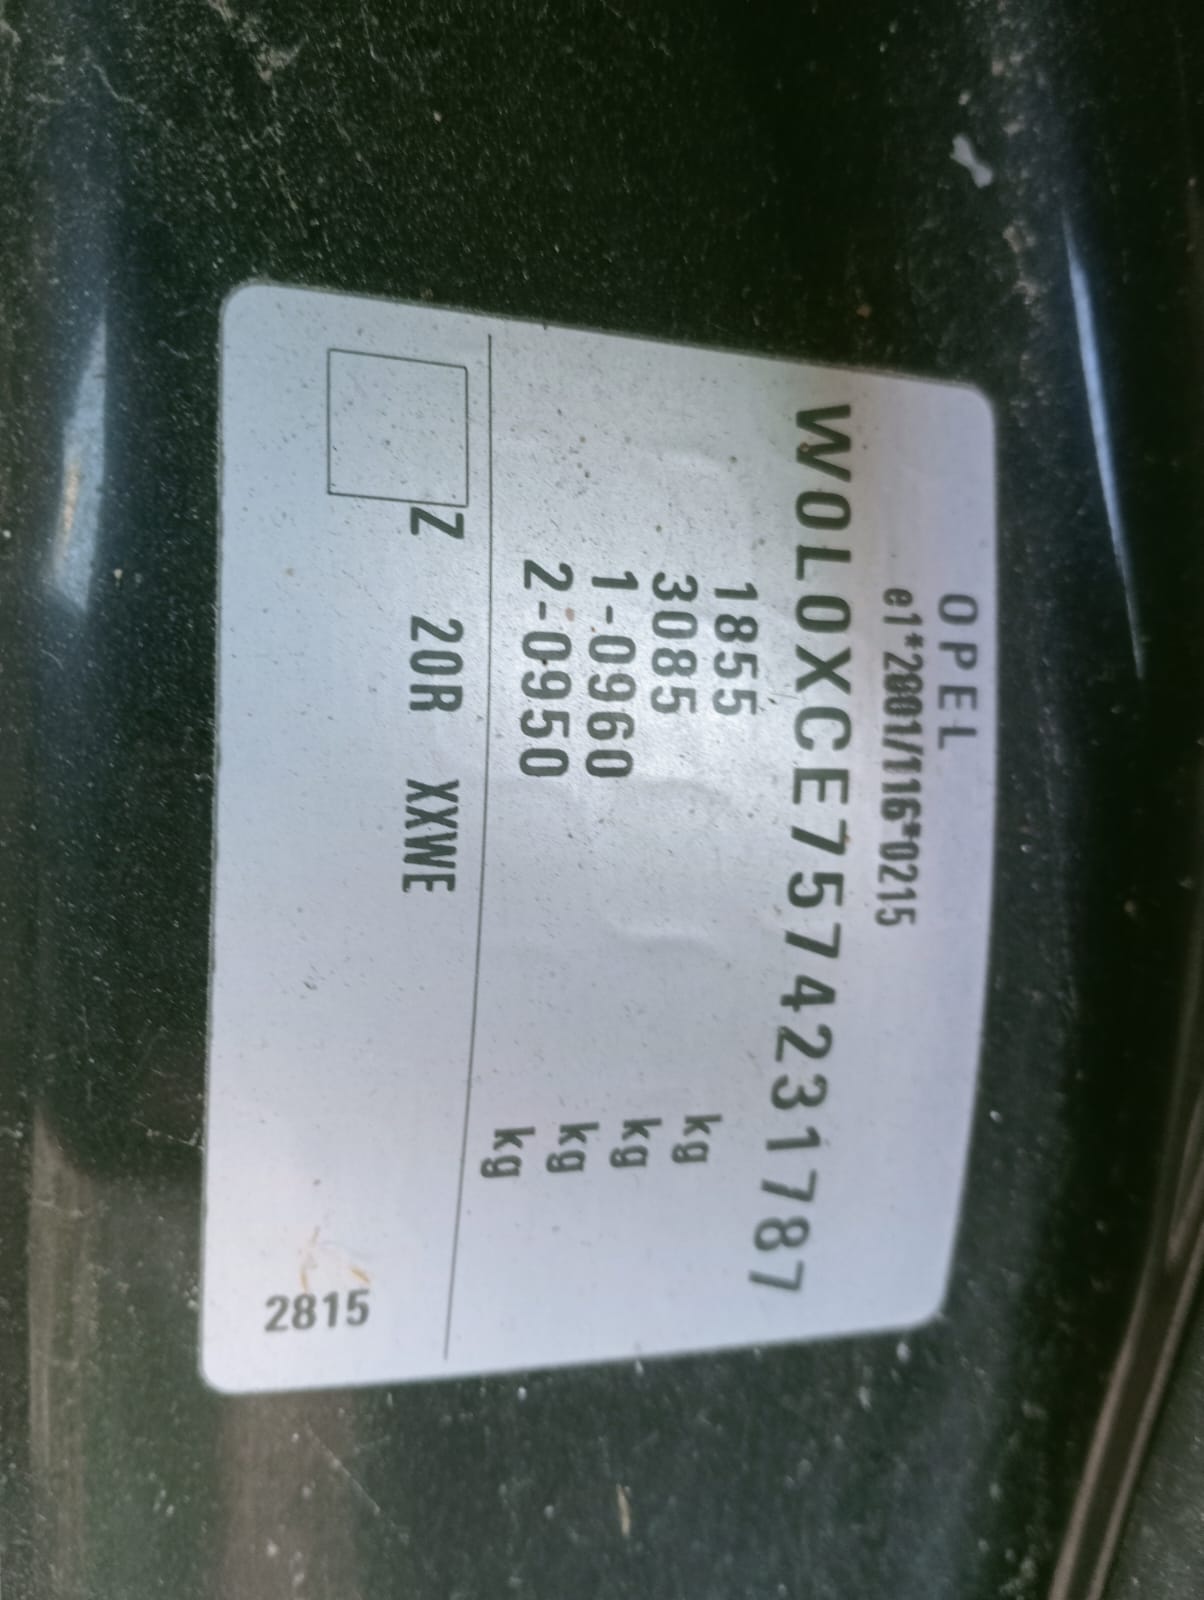 OPEL
e1*2001/116*0215
W0L0XCE7574231787
1855 kg
3085 kg
1-0960 kg
2-0950 kg
Z 20R XXWE
2815